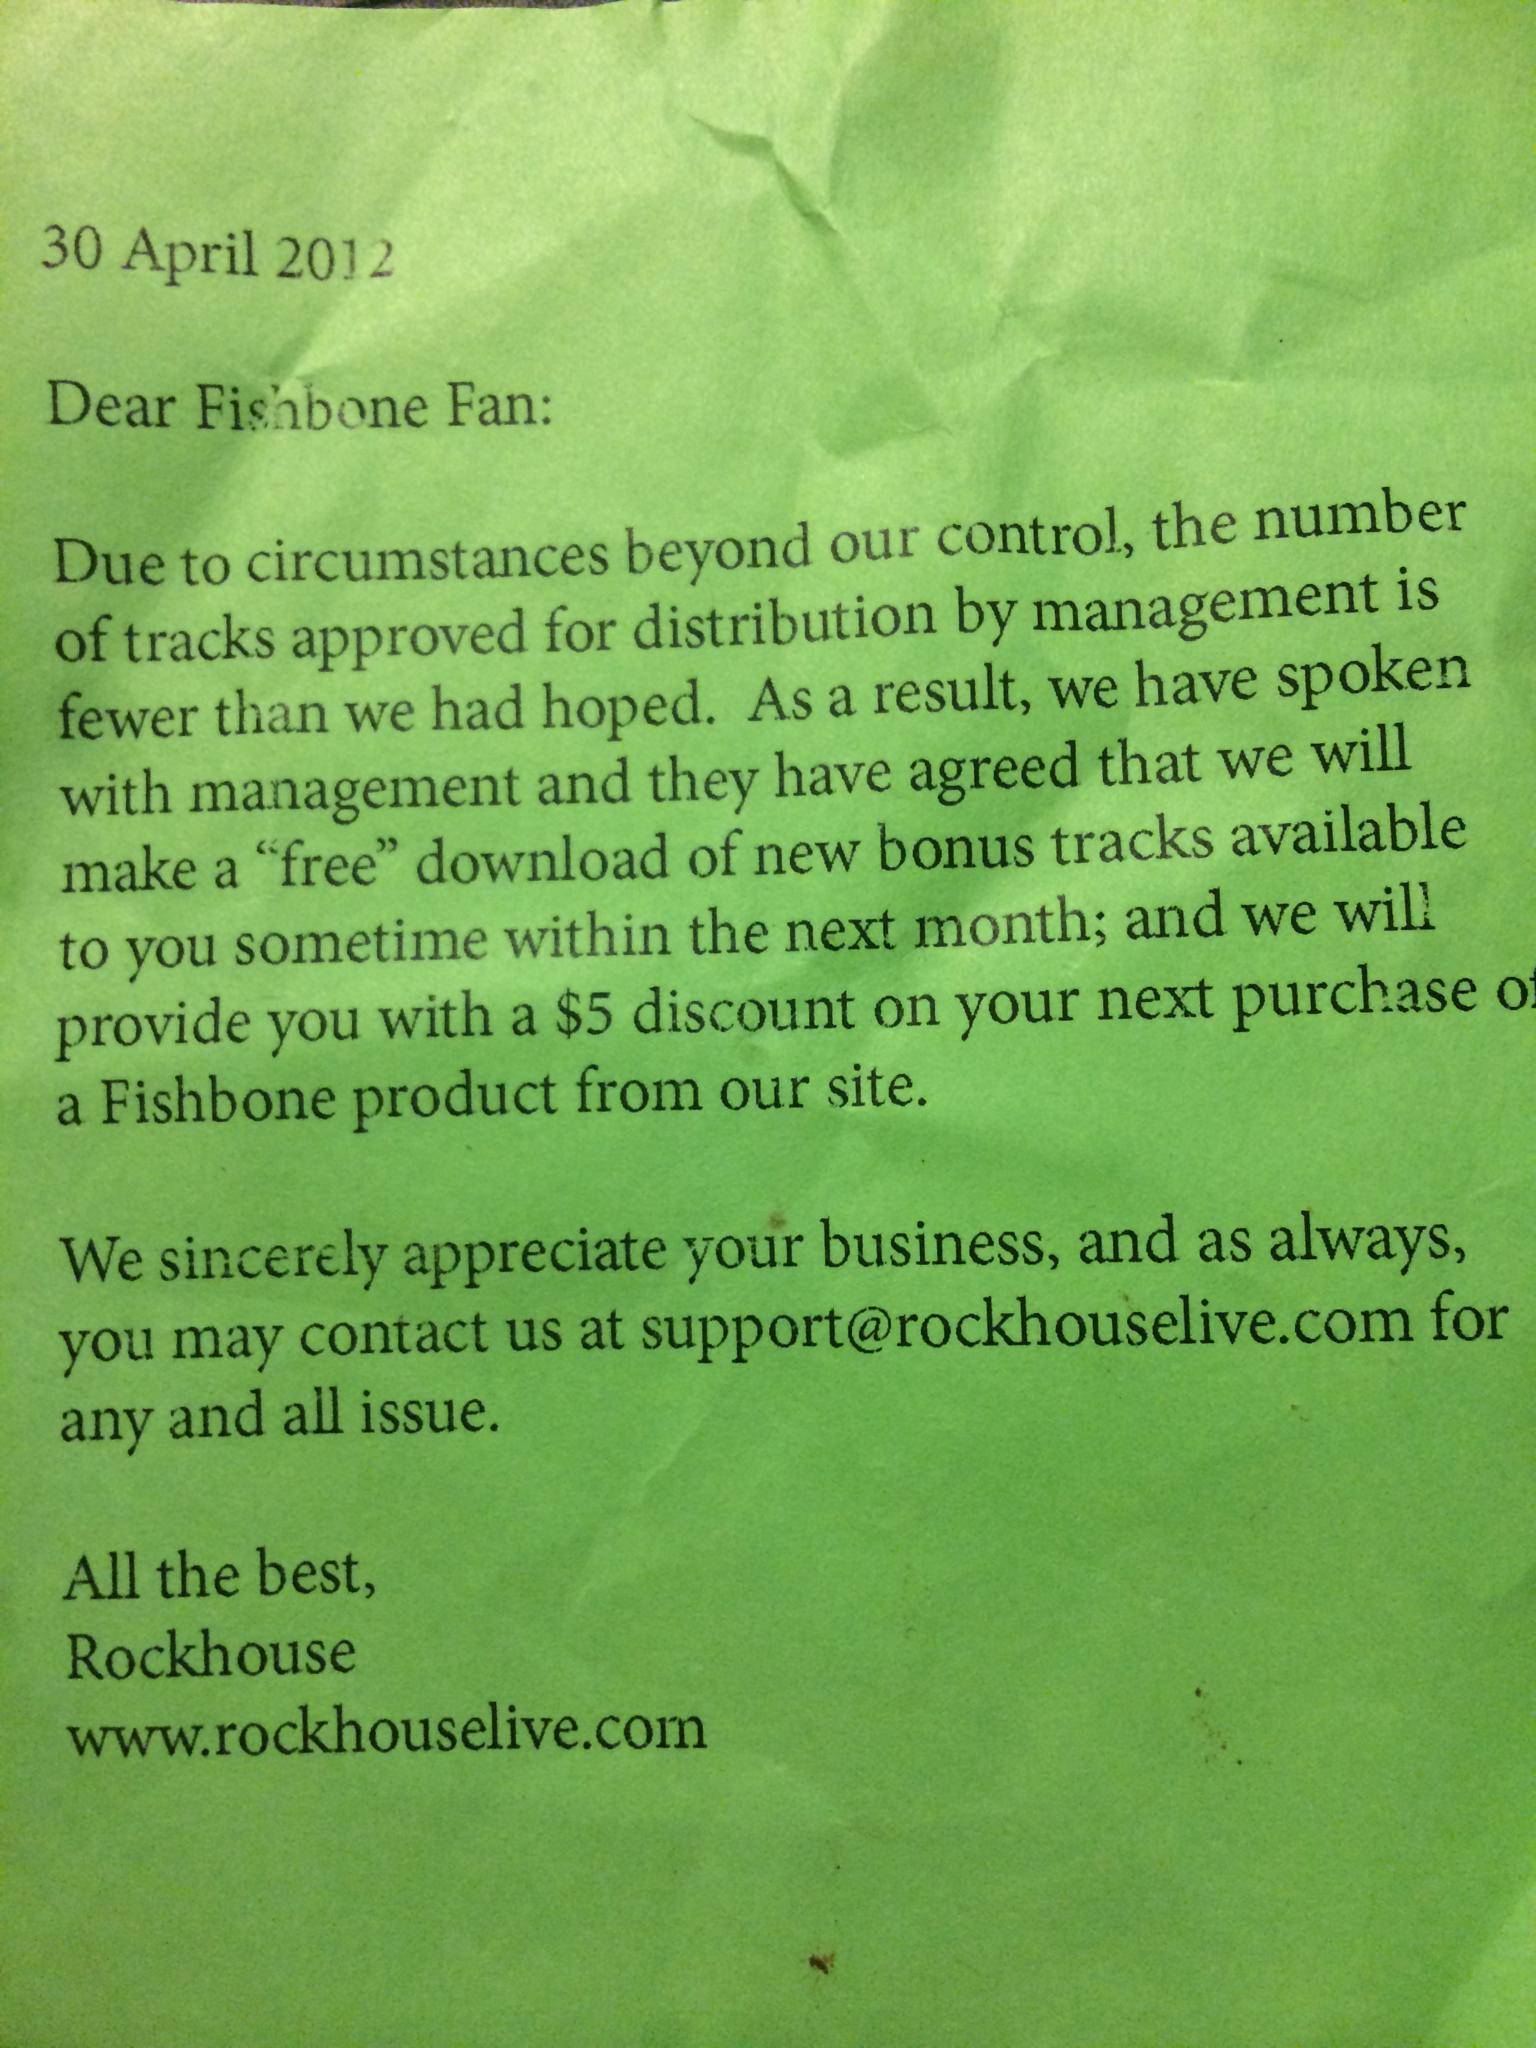 30 April 2012
Dear Fishbone Fan:
Due to circumstances beyond our control, the number
of tracks approved for distribution by management is
fewer than we had hoped.  As a result, we have spoken
with management and they have agreed that we will
make a “free” download of new bonus tracks available
to you sometime within the next month; and we will
provide you with a $5 discount on your next purchase of
a Fishbone product from our site.
We sincerely appreciate your business, and as always,
you may contact us at support@rockhouselive.com for
any and all issue.
All the best,
Rockhouse
www.rockhouselive.com